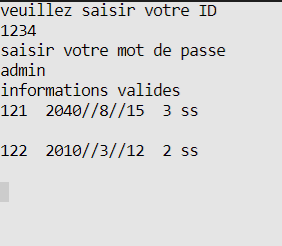 veuillez saisir votre ID
1234
saisir votre mot de passe
admin
informations valides
121  2040//8//15  3 ss
122  2010//3//12  2 ss